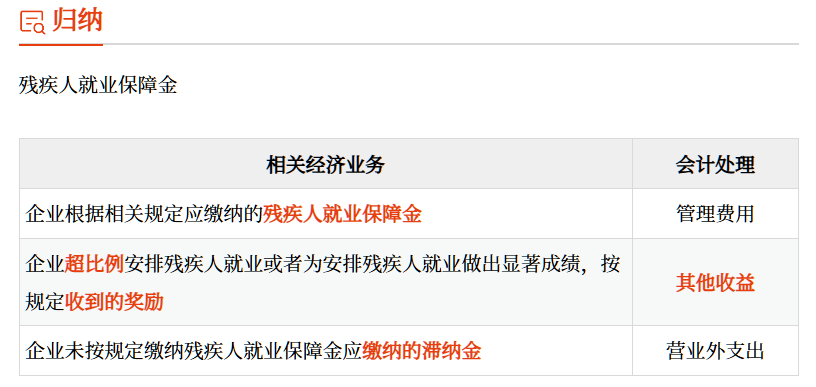 归纳
残疾人就业保障金
相关经济业务 会计处理
企业根据相关规定应缴纳的残疾人就业保障金 管理费用
企业超比例安排残疾人就业或者为安排残疾人就业做出显著成绩，按
规定收到的奖励 其他收益
企业未按规定缴纳残疾人就业保障金应缴纳的滞纳金 营业外支出